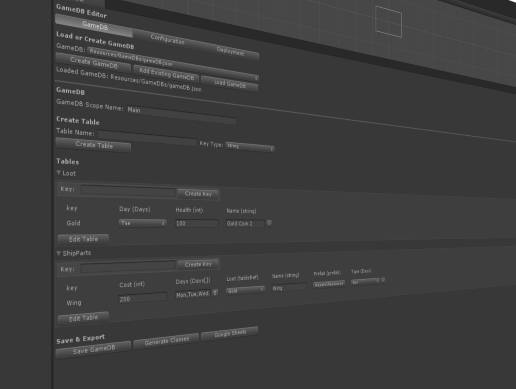 GameDB Editor
GameDB Configuration Deployment
Load or Create GameDB
GameDB: Resources/GameDBs/gameDB.json
Create GameDB Add Existing GameDB Load GameDB
Loaded GameDB: Resources/GameDBs/gameDB.json
GameDB
GameDB Scope Name: Main
Create Table
Table Name: Key Type: String
Create Table
Tables
Loot
Key: Create Key
key Day (Days) Health (int) Name (string)
Gold Tue 100 Gold Coin 2
Edit Table
ShipParts
Key: Create Key
key Cost (int) Days (Days[]) Loot (tableRef) Name (string) Prefab (prefab) Type (Days)
Wing 200 Mon,Tue,Wed Gold Wing
Edit Table
Save & Export
Save GameDB Generate Classes Google Sheets